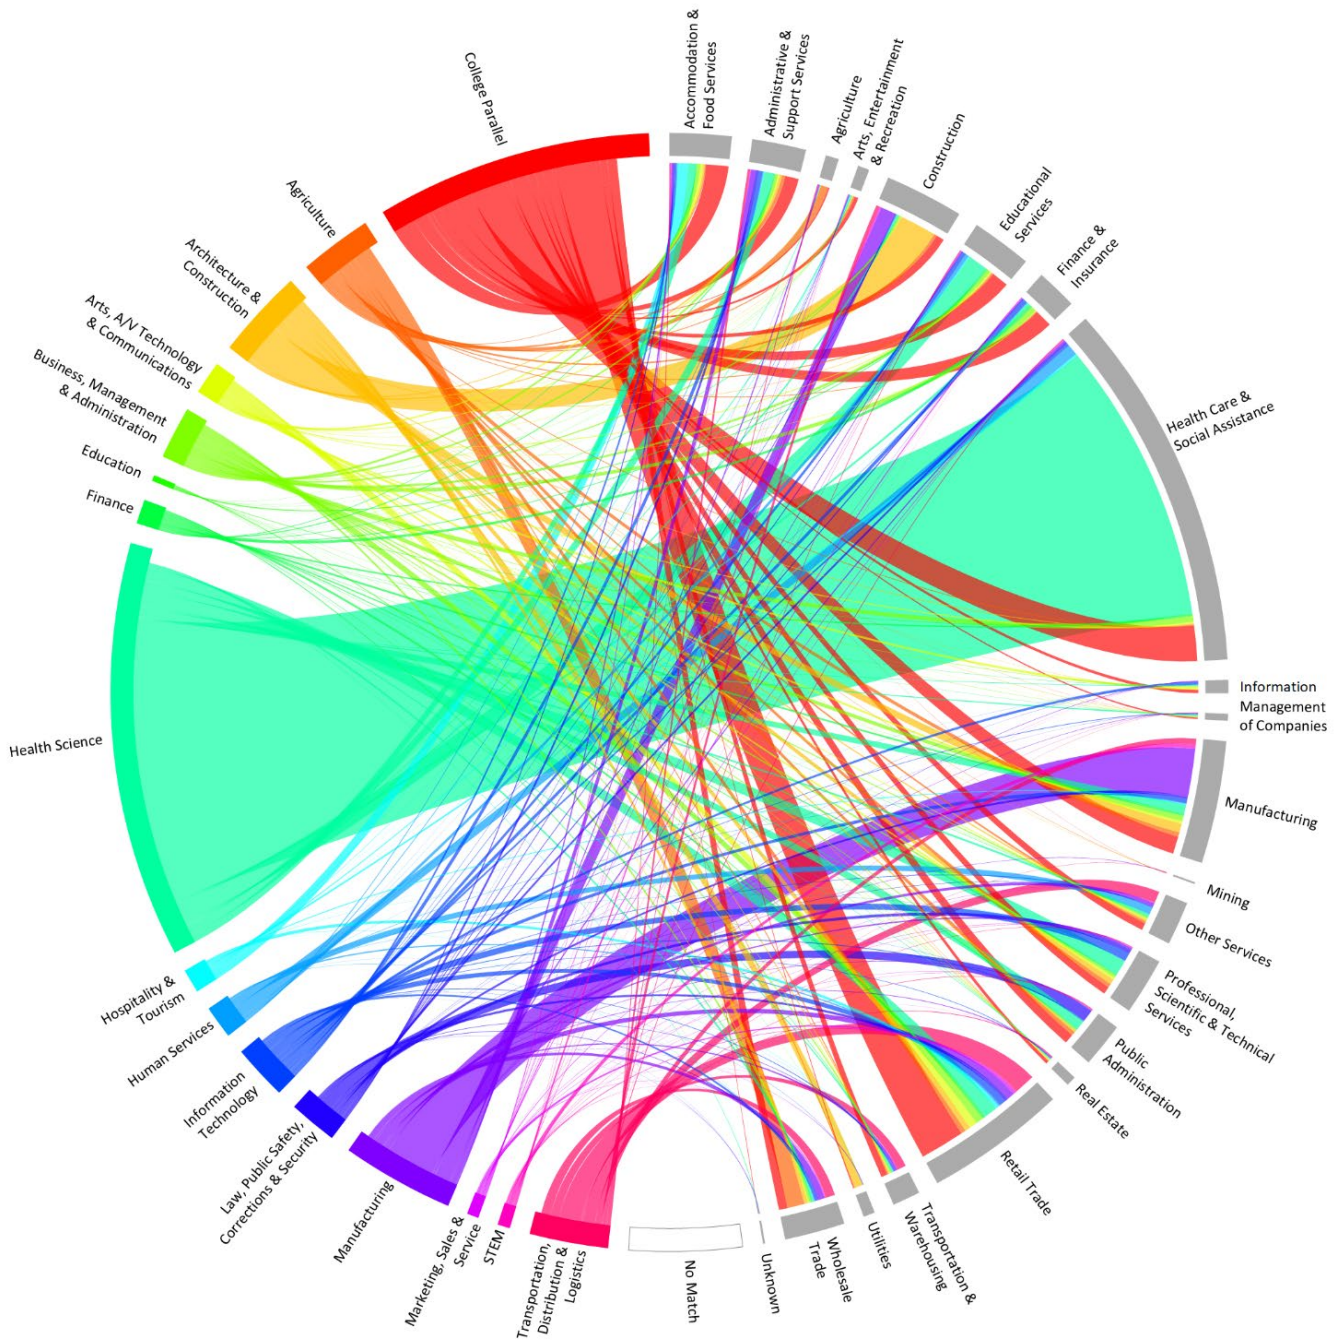 College Parallel
Agriculture
Architecture &
Construction
Arts, A/V Technology
& Communications
Business, Management
& Administration
Education
Finance
Health Science
Hospitality &
Tourism
Human Services
Information
Technology
Law, Public Safety,
Corrections & Security
Manufacturing
Marketing, Sales &
Service
STEM
Transportation,
Distribution &
Logistics
No Match
Unknown
Wholesale
Trade
Utilities
Transportation &
Warehousing
Retail Trade
Real Estate
Public
Administration
Professional,
Scientific & Technical
Services
Other Services
Mining
Manufacturing
Management
of Companies
Information
Health Care &
Social Assistance
Finance &
Insurance
Educational
Services
Construction
Arts, Entertainment
& Recreation
Agriculture
Administrative &
Support Services
Accommodation &
Food Services